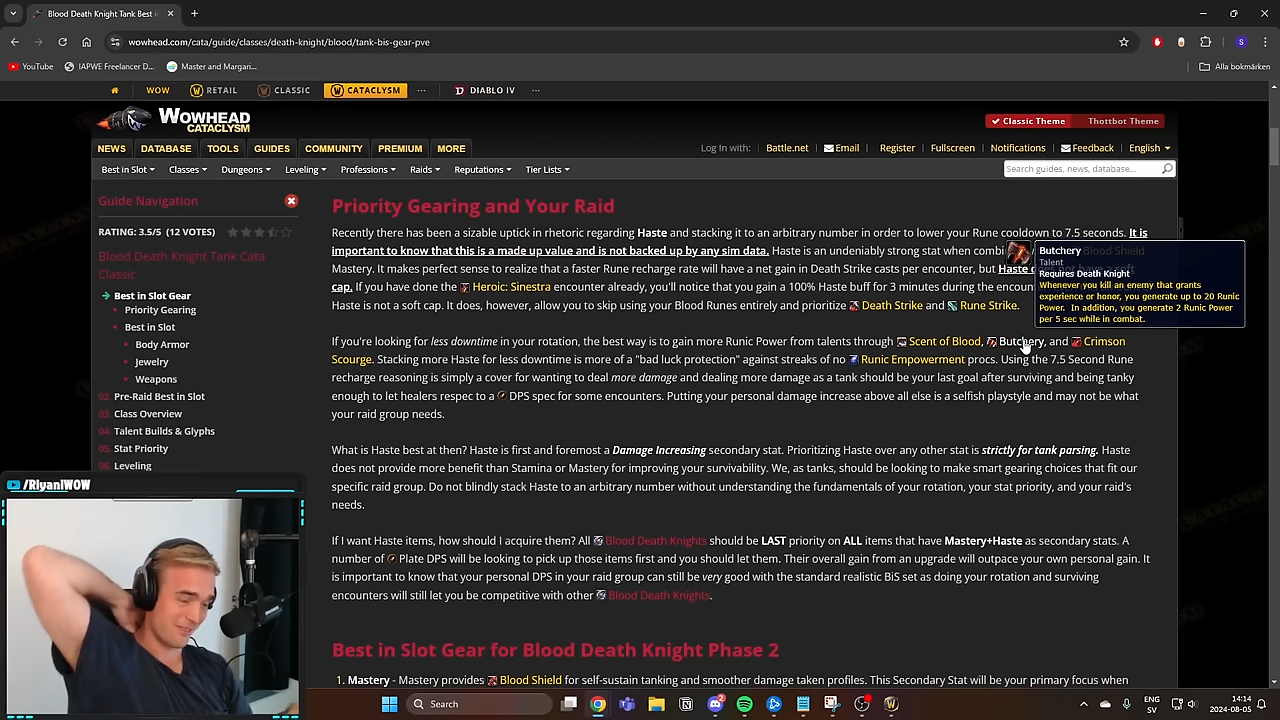 Blood Death Knight Tank Best in
wowhead.com/cata/guide/classes/death-knight/blood/tank-bis-gear-pve
S
YouTube
IAPWE Freelancer D...
Master and Margari...
Alla bokmärken
WOW
RETAIL
CLASSIC
CATACLYSM
DIABLO IV
WOWHEAD
CATACLYSM
Classic Theme
Thottbot Theme
NEWS
DATABASE
TOOLS
GUIDES
COMMUNITY
PREMIUM
MORE
Log In with:
Battle.net
Email
Register
Fullscreen
Notifications
Feedback
English
Best in Slot
Classes
Dungeons
Leveling
Professions
Raids
Reputations
Tier Lists
Search guides, news, database...
Guide Navigation
RATING: 3.5/5 (12 VOTES)
Blood Death Knight Tank Cata
Classic
Best in Slot Gear
Priority Gearing
Best in Slot
Body Armor
Jewelry
Weapons
02. Pre-Raid Best in Slot
03. Class Overview
04. Talent Builds & Glyphs
05. Stat Priority
06. Leveling
Priority Gearing and Your Raid
Recently there has been a sizable uptick in rhetoric regarding Haste and stacking it to an arbitrary number in order to lower your Rune cooldown to 7.5 seconds. It is
important to know that this is a made up value and is not backed up by any sim data. Haste is an undeniably strong stat when combi Blood Shield
Mastery. It makes perfect sense to realize that a faster Rune recharge rate will have a net gain in Death Strike casts per encounter, but Haste
cap. If you have done the Heroic: Sinestra encounter already, you'll notice that you gain a 100% Haste buff for 3 minutes during the encoun
Haste is not a soft cap. It does, however, allow you to skip using your Blood Runes entirely and prioritize Death Strike and Rune Strike.
If you're looking for less downtime in your rotation, the best way is to gain more Runic Power from talents through Scent of Blood, Butchery, and Crimson
Scourge. Stacking more Haste for less downtime is more of a "bad luck protection" against streaks of no Runic Empowerment procs. Using the 7.5 Second Rune
recharge reasoning is simply a cover for wanting to deal more damage and dealing more damage as a tank should be your last goal after surviving and being tanky
enough to let healers respec to a DPS spec for some encounters. Putting your personal damage increase above all else is a selfish playstyle and may not be what
your raid group needs.
What is Haste best at then? Haste is first and foremost a Damage Increasing secondary stat. Prioritizing Haste over any other stat is strictly for tank parsing. Haste
does not provide more benefit than Stamina or Mastery for improving your survivability. We, as tanks, should be looking to make smart gearing choices that fit our
specific raid group. Do not blindly stack Haste to an arbitrary number without understanding the fundamentals of your rotation, your stat priority, and your raid's
needs.
If I want Haste items, how should I acquire them? All Blood Death Knights should be LAST priority on ALL items that have Mastery+Haste as secondary stats. A
number of Plate DPS will be looking to pick up those items first and you should let them. Their overall gain from an upgrade will outpace your own personal gain. It
is important to know that your personal DPS in your raid group can still be very good with the standard realistic BiS set as doing your rotation and surviving
encounters will still let you be competitive with other Blood Death Knights.
Best in Slot Gear for Blood Death Knight Phase 2
1. Mastery - Mastery provides Blood Shield for self-sustain tanking and smoother damage taken profiles. This Secondary Stat will be your primary focus when
Butchery
Talent
Requires Death Knight
Whenever you kill an enemy that grants
experience or honor, you generate up to 20 Runic
Power. In addition, you generate 2 Runic Power
per 5 sec while in combat.
/RiyaniWOW
Search
2
ENG
SV
14:14
2024-08-05